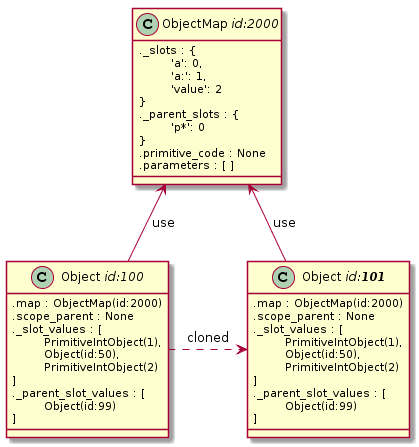 C ObjectMap id:2000
._slots : {
'a': 0,
'a:': 1,
'value': 2
}
._parent_slots : {
'p*': 0
}
.primitive_code : None
.parameters : [ ]
use
use
C Object id:100
.map : ObjectMap(id:2000)
.scope_parent : None
._slot_values : [
PrimitiveIntObject(1),
Object(id:50),
PrimitiveIntObject(2)
]
._parent_slot_values : [
Object(id:99)
]
cloned
C Object id:101
.map : ObjectMap(id:2000)
.scope_parent : None
._slot_values : [
PrimitiveIntObject(1),
Object(id:50),
PrimitiveIntObject(2)
]
._parent_slot_values : [
Object(id:99)
]